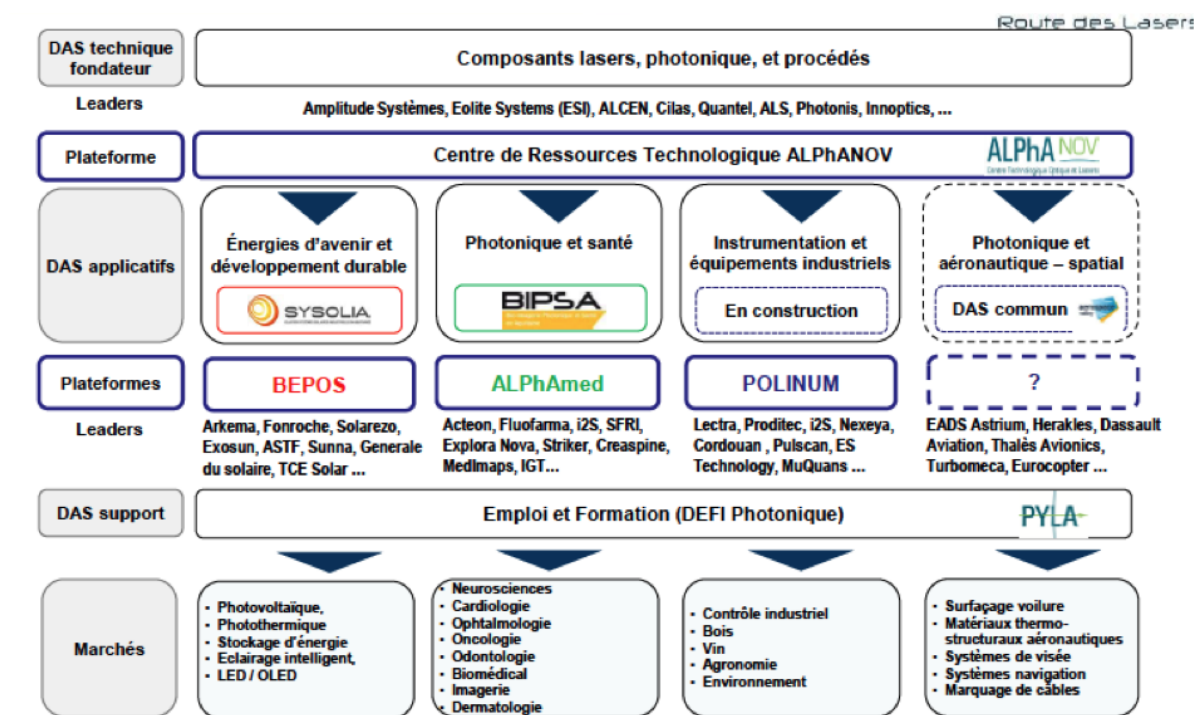 Route des Lasers
DAS technique
fondateur
Composants lasers, photonique, et procédés
Leaders
Amplitude Systèmes, Eolite Systems (ESI), ALCEN, Cilas, Quantel, ALS, Photonis, Innoptics, ...
Plateforme
Centre de Ressources Technologique ALPhANOV
ALPhA NOV
Centre Technologique Optique et Lasers
DAS applicatifs
Énergies d'avenir et
développement durable
SYSOLIA
Photonique et santé
BIPSA
Instrumentation et
équipements industriels
En construction
Photonique et
aéronautique – spatial
DAS commun
Plateformes
BEPOS
ALPhAmed
POLINUM
?
Leaders
Arkema, Fonroche, Solarezo,
Exosun, ASTF, Sunna, Generale
du solaire, TCE Solar ...
Acteon, Fluofarma, i2S, SFRI,
Explora Nova, Striker, Creaspine,
MedImaps, IGT...
Lectra, Proditec, i2S, Nexeya,
Cordouan , Pulscan, ES
Technology, MuQuans ...
EADS Astrium, Herakles, Dassault
Aviation, Thalès Avionics,
Turbomeca, Eurocopter ...
DAS support
Emploi et Formation (DEFI Photonique)
PYLA
Marchés
· Photovoltaïque,
· Photothermique
· Stockage d'énergie
· Eclairage intelligent,
· LED / OLED
· Neurosciences
· Cardiologie
· Ophtalmologie
· Oncologie
· Odontologie
· Biomédical
· Imagerie
· Dermatologie
· Contrôle industriel
· Bois
· Vin
· Agronomie
· Environnement
· Surfaçage voilure
· Matériaux thermo-
structuraux aéronautiques
· Systèmes de visée
· Systèmes navigation
· Marquage de câbles